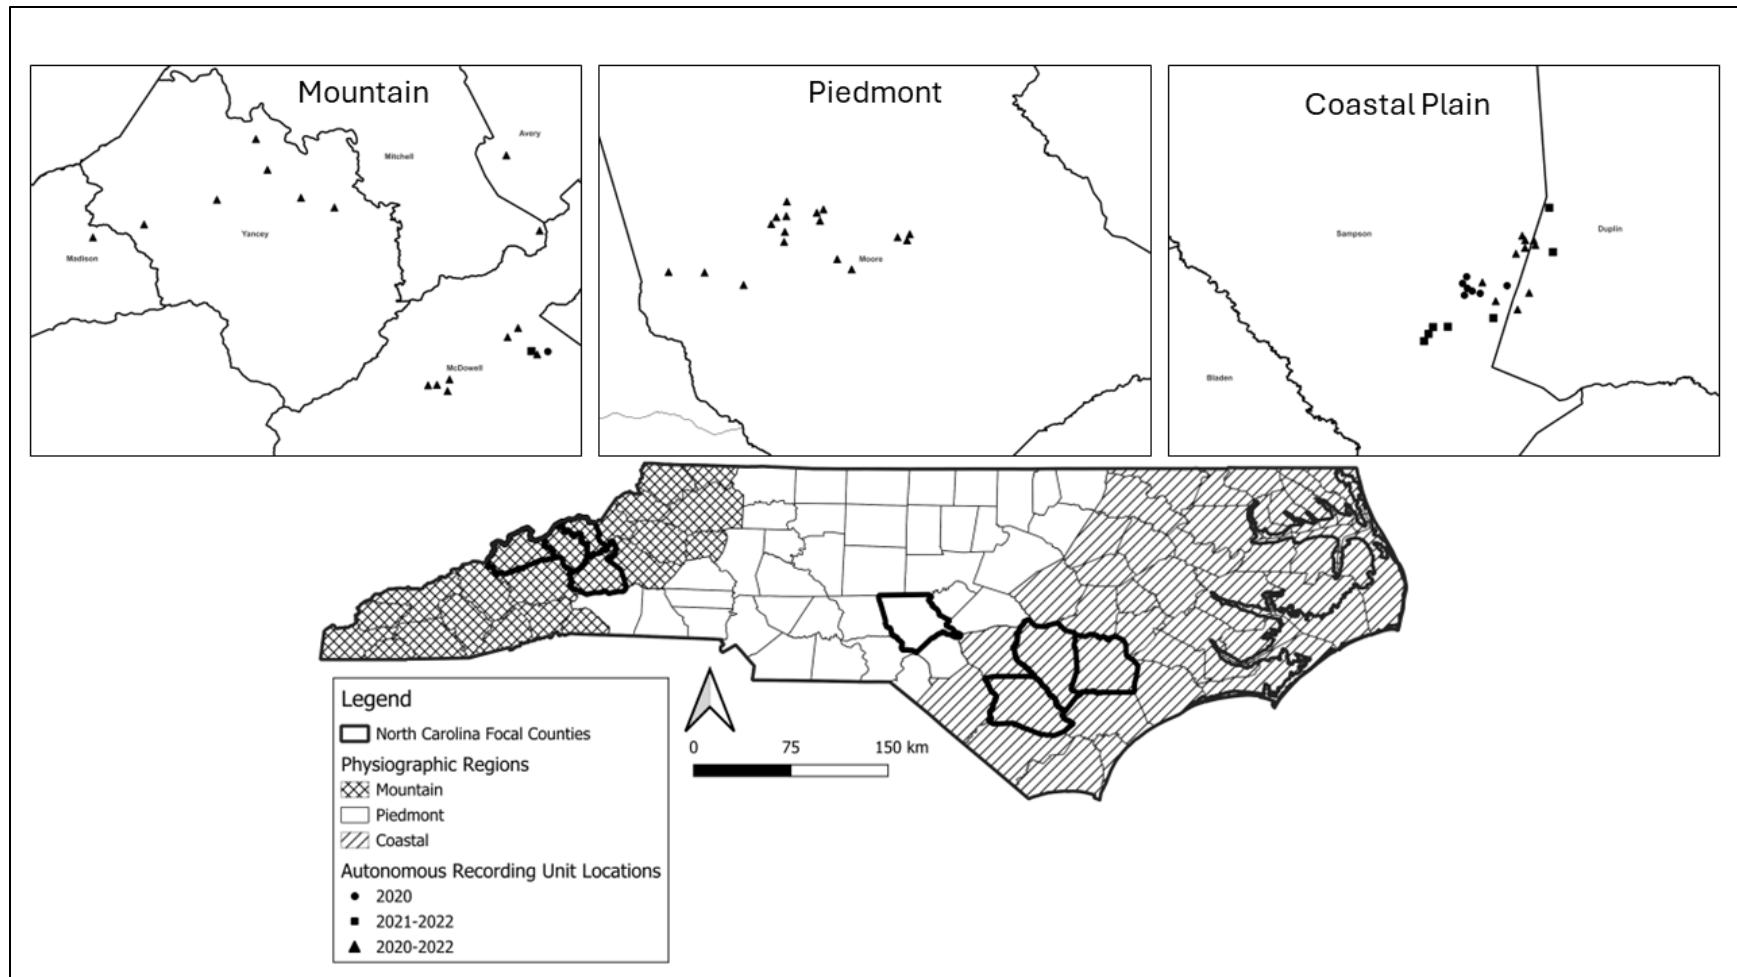 Mountain
Avery
Mitchell
Yancey
Madison
McDowell
Piedmont
Moore
Coastal Plain
Sampson
Duplin
Bladen
Legend
North Carolina Focal Counties
Physiographic Regions
Mountain
Piedmont
Coastal
Autonomous Recording Unit Locations
2020
2021-2022
2020-2022
0 75 150 km